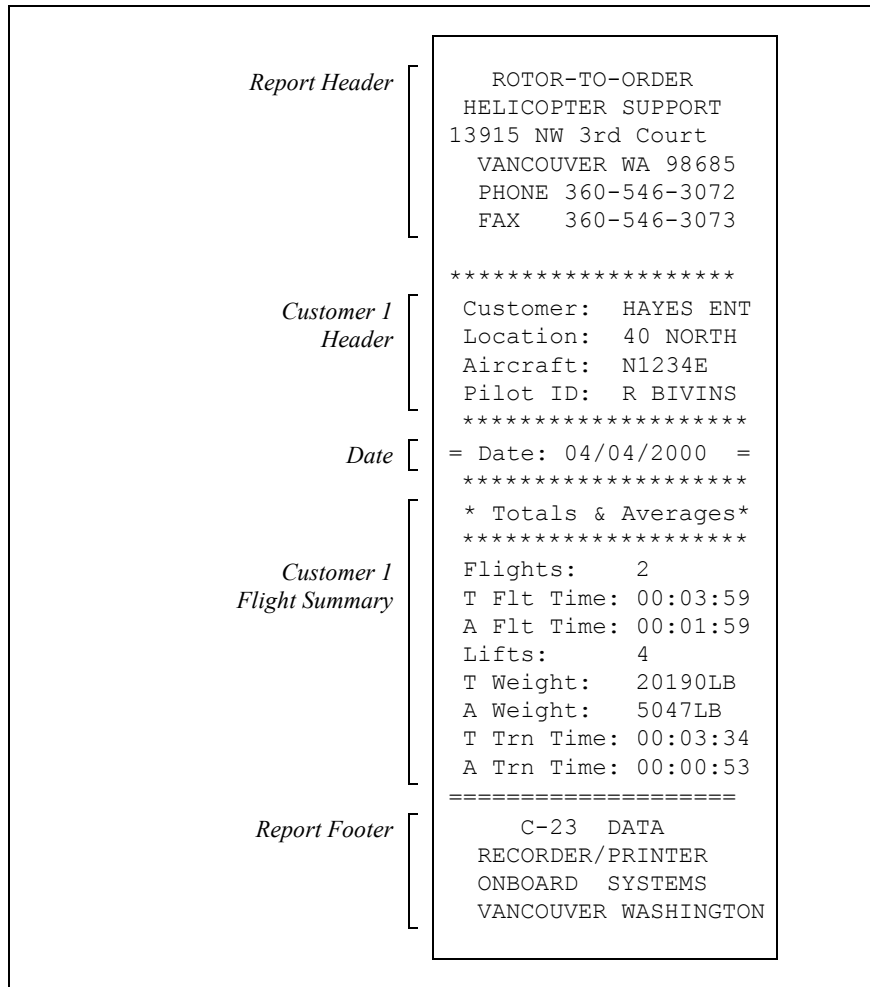 Report Header
ROTOR-TO-ORDER
HELICOPTER SUPPORT
13915 NW 3rd Court
VANCOUVER WA 98685
PHONE 360-546-3072
FAX   360-546-3073
********************
Customer 1
Header
Customer:  HAYES ENT
Location:  40 NORTH
Aircraft:  N1234E
Pilot ID:  R BIVINS
********************
Date
= Date: 04/04/2000  =
********************
Customer 1
Flight Summary
* Totals & Averages*
********************
Flights:    2
T Flt Time: 00:03:59
A Flt Time: 00:01:59
Lifts:      4
T Weight:   20190LB
A Weight:   5047LB
T Trn Time: 00:03:34
A Trn Time: 00:00:53
====================
Report Footer
C-23  DATA
RECORDER/PRINTER
ONBOARD  SYSTEMS
VANCOUVER WASHINGTON